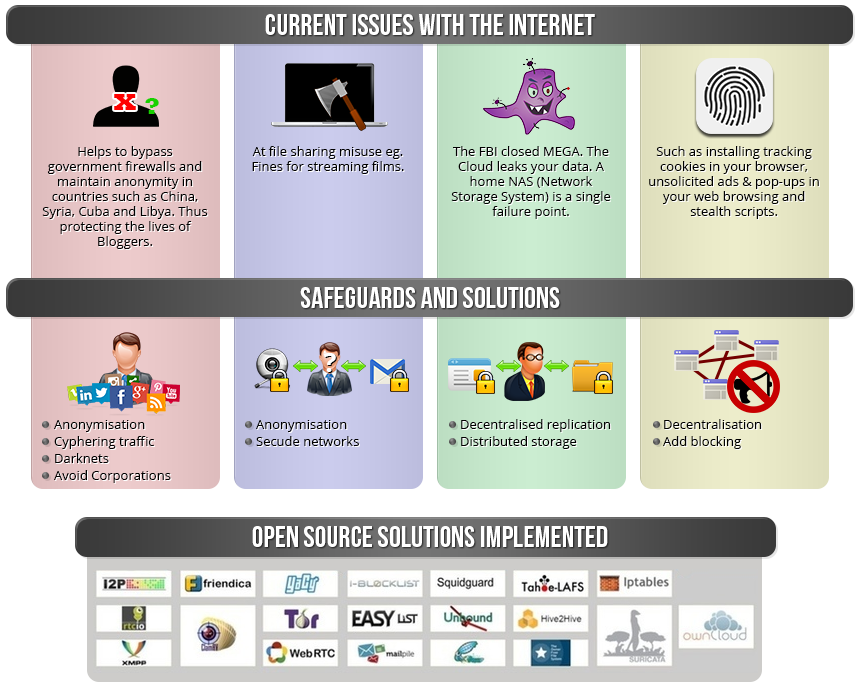 CURRENT ISSUES WITH THE INTERNET
X ?
Helps to bypass
government firewalls and
maintain anonymity in
countries such as China,
Syria, Cuba and Libya. Thus
protecting the lives of
Bloggers.
At file sharing misuse eg.
Fines for streaming films.
The FBI closed MEGA. The
Cloud leaks your data. A
home NAS (Network
Storage System) is a single
failure point.
Such as installing tracking
cookies in your browser,
unsolicited ads & pop-ups in
your web browsing and
stealth scripts.
SAFEGUARDS AND SOLUTIONS
in
f
g+
You
?
Anonymisation
Cyphering traffic
Darknets
Avoid Corporations
Anonymisation
Secude networks
Decentralised replication
Distributed storage
Decentralisation
Add blocking
OPEN SOURCE SOLUTIONS IMPLEMENTED
I2P
friendica
YaCy
i-BLOCKLIST
Squidguard
Tahoe-LAFS
Iptables
rtcio
Tor
EASY LIST
Unbound
Hive2Hive
SURICATA
ownCloud
XMPP
WebRTC
mailpile